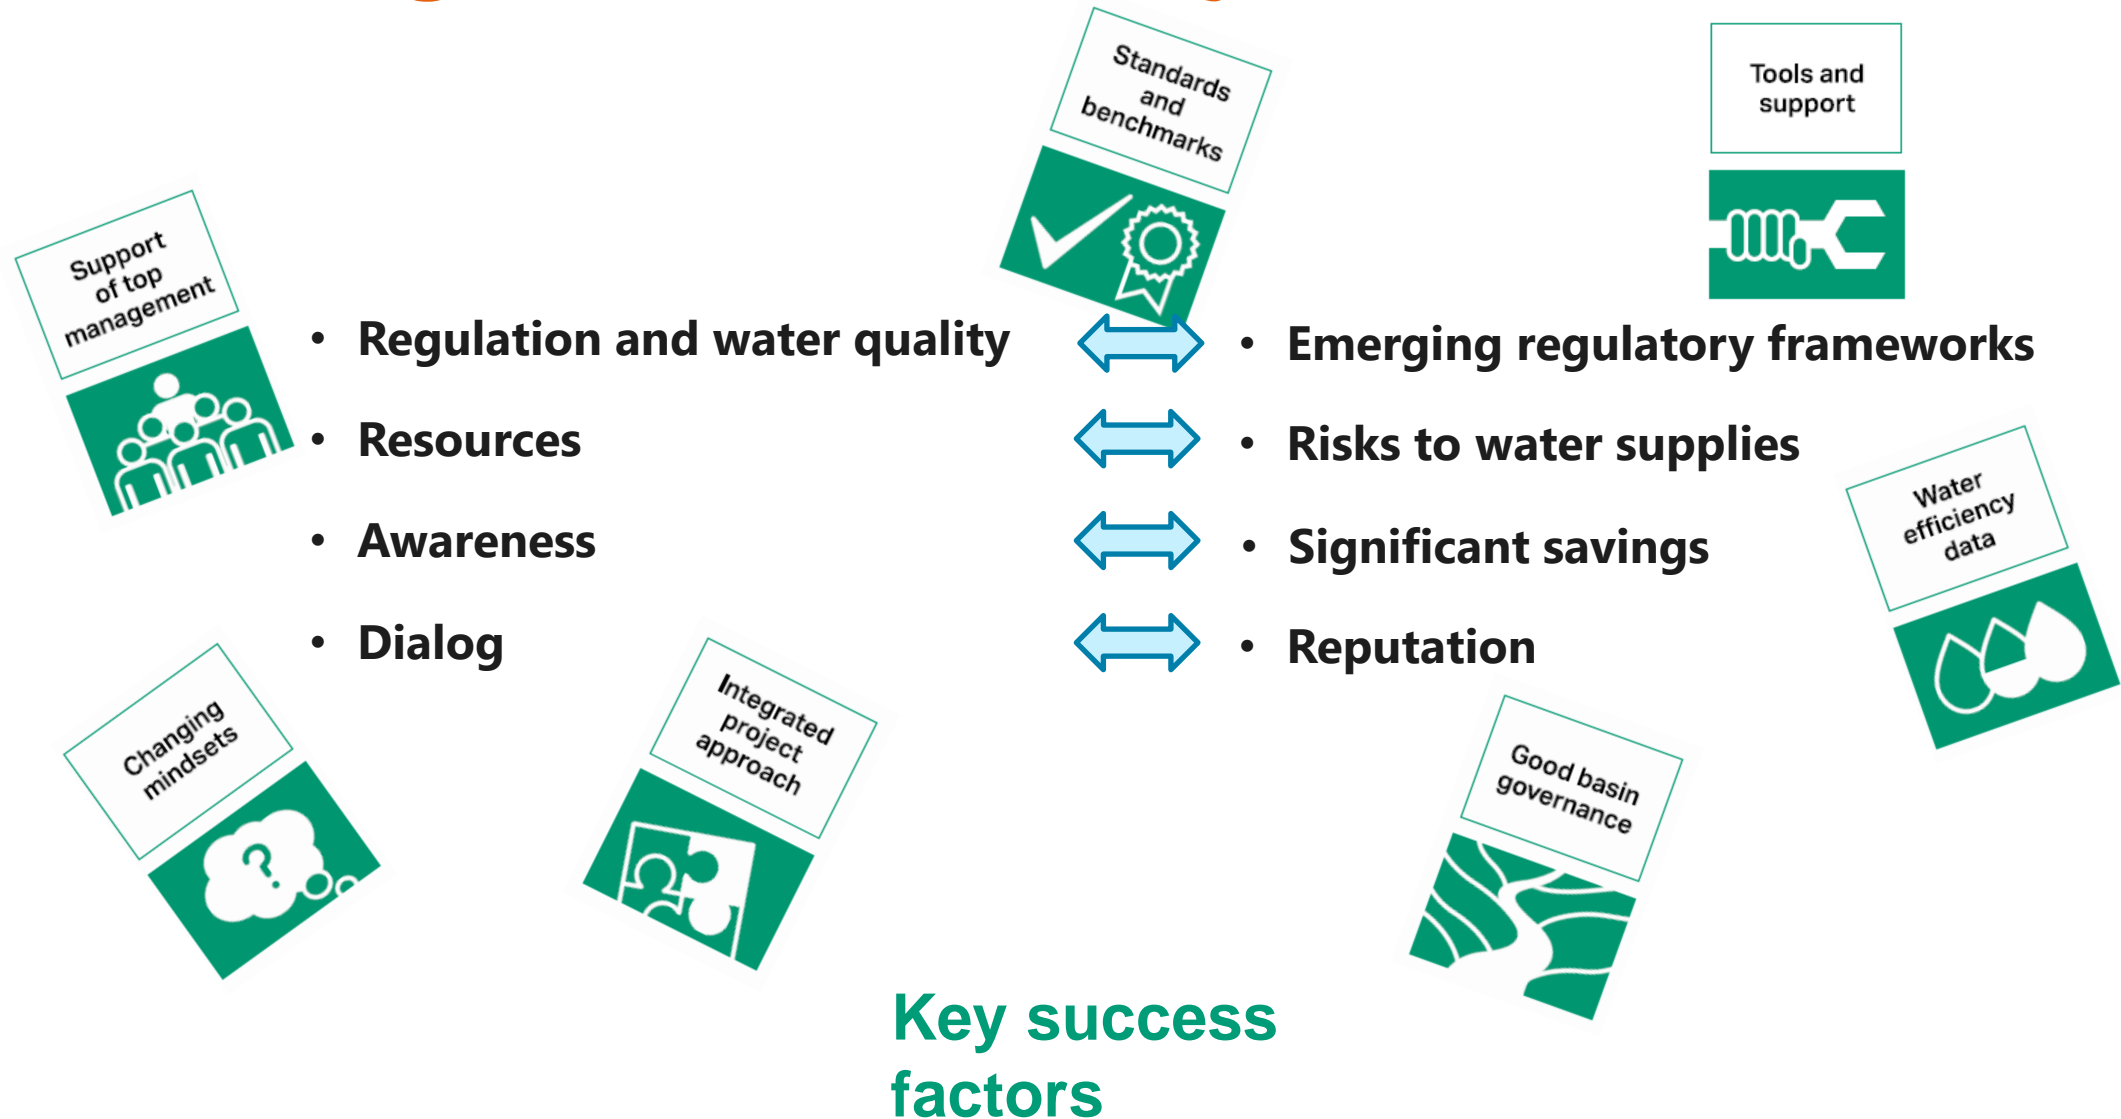 Standards
and
benchmarks
Tools and
support
Support
of top
management
• Regulation and water quality
• Emerging regulatory frameworks
• Resources
• Risks to water supplies
• Awareness
• Significant savings
• Dialog
• Reputation
Water
efficiency
data
Changing
mindsets
?
Integrated
project
approach
Good basin
governance
Key success
factors